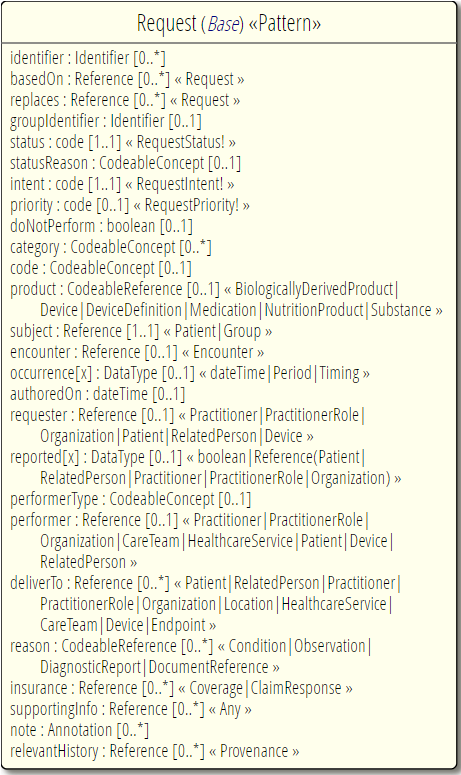 Request (Base) «Pattern»
identifier : Identifier [0..*]
basedOn : Reference [0..*] « Request »
replaces : Reference [0..*] « Request »
groupIdentifier : Identifier [0..1]
status : code [1..1] « RequestStatus! »
statusReason : CodeableConcept [0..1]
intent : code [1..1] « RequestIntent! »
priority : code [0..1] « RequestPriority! »
doNotPerform : boolean [0..1]
category : CodeableConcept [0..*]
code : CodeableConcept [0..1]
product : CodeableReference [0..1] « BiologicallyDerivedProduct|
Device|DeviceDefinition|Medication|NutritionProduct|Substance »
subject : Reference [1..1] « Patient|Group »
encounter : Reference [0..1] « Encounter »
occurrence[x] : DataType [0..1] « dateTime|Period|Timing »
authoredOn : dateTime [0..1]
requester : Reference [0..1] « Practitioner|PractitionerRole|
Organization|Patient|RelatedPerson|Device »
reported[x] : DataType [0..1] « boolean|Reference(Patient|
RelatedPerson|Practitioner|PractitionerRole|Organization) »
performerType : CodeableConcept [0..1]
performer : Reference [0..1] « Practitioner|PractitionerRole|
Organization|CareTeam|HealthcareService|Patient|Device|
RelatedPerson »
deliverTo : Reference [0..*] « Patient|RelatedPerson|Practitioner|
PractitionerRole|Organization|Location|HealthcareService|
CareTeam|Device|Endpoint »
reason : CodeableReference [0..*] « Condition|Observation|
DiagnosticReport|DocumentReference »
insurance : Reference [0..*] « Coverage|ClaimResponse »
supportingInfo : Reference [0..*] « Any »
note : Annotation [0..*]
relevantHistory : Reference [0..*] « Provenance »